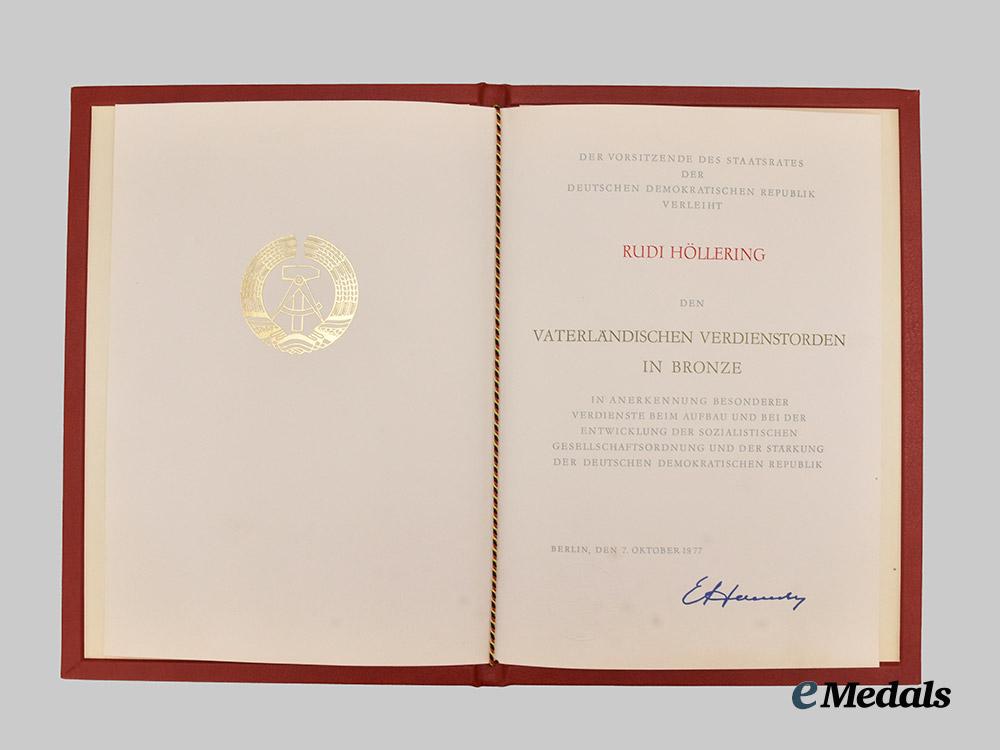 DER VORSITZENDE DES STAATSRATES
DER
DEUTSCHEN DEMOKRATISCHEN REPUBLIK
VERLEIHT
RUDI HÖLLERING
DEN
VATERLÄNDISCHEN VERDIENSTORDEN
IN BRONZE
IN ANERKENNUNG BESONDERER
VERDIENSTE BEIM AUFBAU UND BEI DER
ENTWICKLUNG DER SOZIALISTISCHEN
GESELLSCHAFTSORDNUNG UND DER STÄRKUNG
DER DEUTSCHEN DEMOKRATISCHEN REPUBLIK
BERLIN, DEN 7. OKTOBER 1977
eMedals